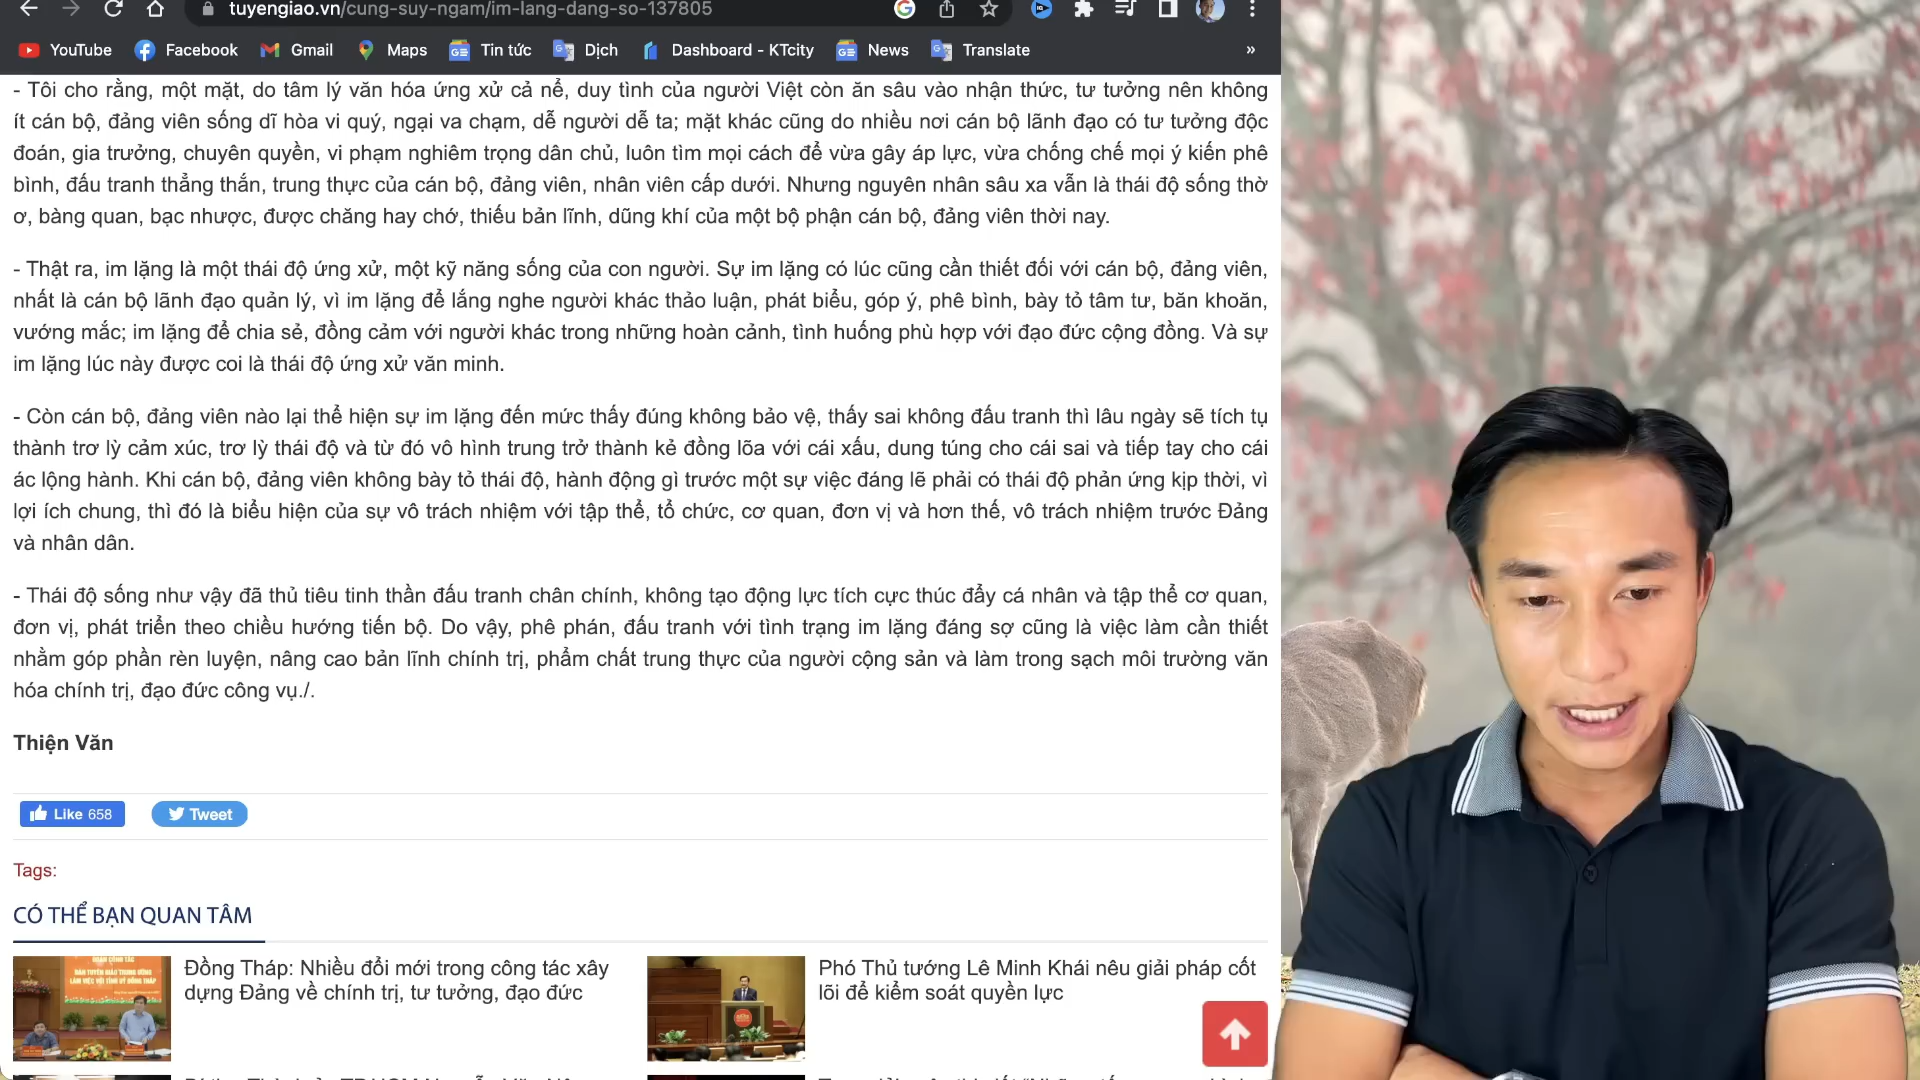 tuyengiao.vn/cung-suy-ngam/im-lang-dang-so-137805
YouTube Facebook Gmail Maps Tin tức Dịch Dashboard - KTcity News Translate »
- Tôi cho rằng, một mặt, do tâm lý văn hóa ứng xử cả nể, duy tình của người Việt còn ăn sâu vào nhận thức, tư tưởng nên không
ít cán bộ, đảng viên sống dĩ hòa vi quý, ngại va chạm, dễ người dễ ta; mặt khác cũng do nhiều nơi cán bộ lãnh đạo có tư tưởng độc
đoán, gia trưởng, chuyên quyền, vi phạm nghiêm trọng dân chủ, luôn tìm mọi cách để vừa gây áp lực, vừa chống chế mọi ý kiến phê
bình, đấu tranh thẳng thắn, trung thực của cán bộ, đảng viên, nhân viên cấp dưới. Nhưng nguyên nhân sâu xa vẫn là thái độ sống thờ
ơ, bàng quan, bạc nhược, được chăng hay chớ, thiếu bản lĩnh, dũng khí của một bộ phận cán bộ, đảng viên thời nay.
- Thật ra, im lặng là một thái độ ứng xử, một kỹ năng sống của con người. Sự im lặng có lúc cũng cần thiết đối với cán bộ, đảng viên,
nhất là cán bộ lãnh đạo quản lý, vì im lặng để lắng nghe người khác thảo luận, phát biểu, góp ý, phê bình, bày tỏ tâm tư, băn khoăn,
vướng mắc; im lặng để chia sẻ, đồng cảm với người khác trong những hoàn cảnh, tình huống phù hợp với đạo đức cộng đồng. Và sự
im lặng lúc này được coi là thái độ ứng xử văn minh.
- Còn cán bộ, đảng viên nào lại thể hiện sự im lặng đến mức thấy đúng không bảo vệ, thấy sai không đấu tranh thì lâu ngày sẽ tích tụ
thành trơ lỳ cảm xúc, trơ lỳ thái độ và từ đó vô hình trung trở thành kẻ đồng lõa với cái xấu, dung túng cho cái sai và tiếp tay cho cái
ác lộng hành. Khi cán bộ, đảng viên không bày tỏ thái độ, hành động gì trước một sự việc đáng lẽ phải có thái độ phản ứng kịp thời, vì
lợi ích chung, thì đó là biểu hiện của sự vô trách nhiệm với tập thể, tổ chức, cơ quan, đơn vị và hơn thế, vô trách nhiệm trước Đảng
và nhân dân.
- Thái độ sống như vậy đã thủ tiêu tinh thần đấu tranh chân chính, không tạo động lực tích cực thúc đẩy cá nhân và tập thể cơ quan,
đơn vị, phát triển theo chiều hướng tiến bộ. Do vậy, phê phán, đấu tranh với tình trạng im lặng đáng sợ cũng là việc làm cần thiết
nhằm góp phần rèn luyện, nâng cao bản lĩnh chính trị, phẩm chất trung thực của người cộng sản và làm trong sạch môi trường văn
hóa chính trị, đạo đức công vụ./.
Thiện Văn
Like 658 Tweet
Tags:
CÓ THỂ BẠN QUAN TÂM
Đồng Tháp: Nhiều đổi mới trong công tác xây
dựng Đảng về chính trị, tư tưởng, đạo đức
Phó Thủ tướng Lê Minh Khái nêu giải pháp cốt
lõi để kiểm soát quyền lực